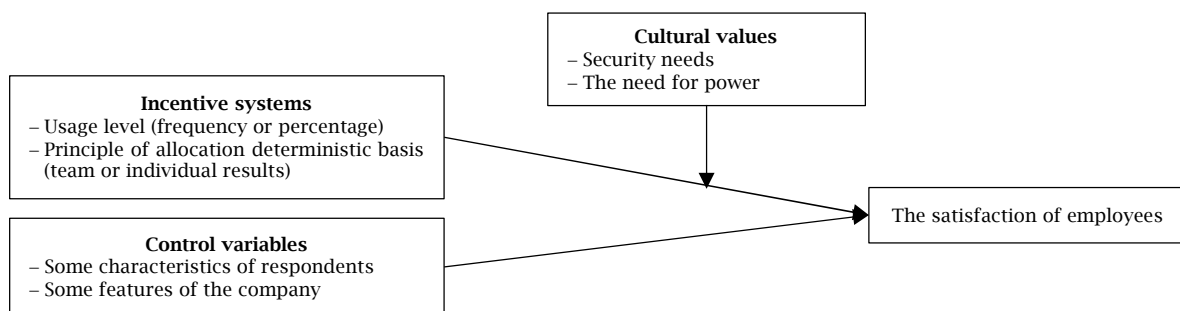 Cultural values
– Security needs
– The need for power
Incentive systems
– Usage level (frequency or percentage)
– Principle of allocation deterministic basis
(team or individual results)
The satisfaction of employees
Control variables
– Some characteristics of respondents
– Some features of the company